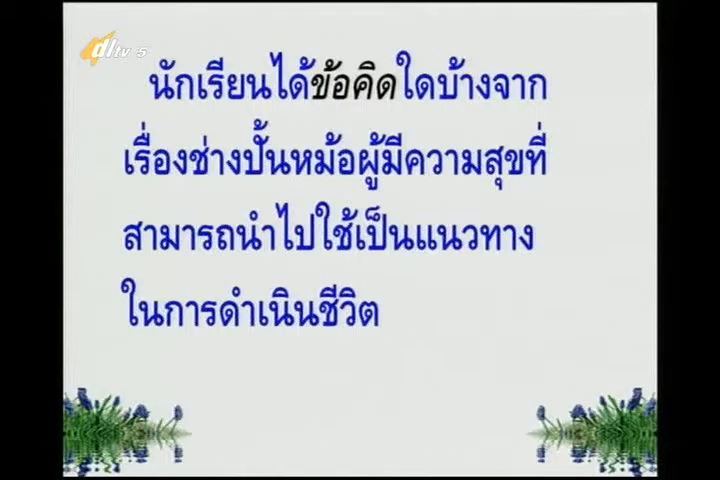 dltv 5
นักเรียนได้ข้อคิดใดบ้างจาก
เรื่องช่างปั้นหม้อผู้มีความสุขที่
สามารถนำไปใช้เป็นแนวทาง
ในการดำเนินชีวิต